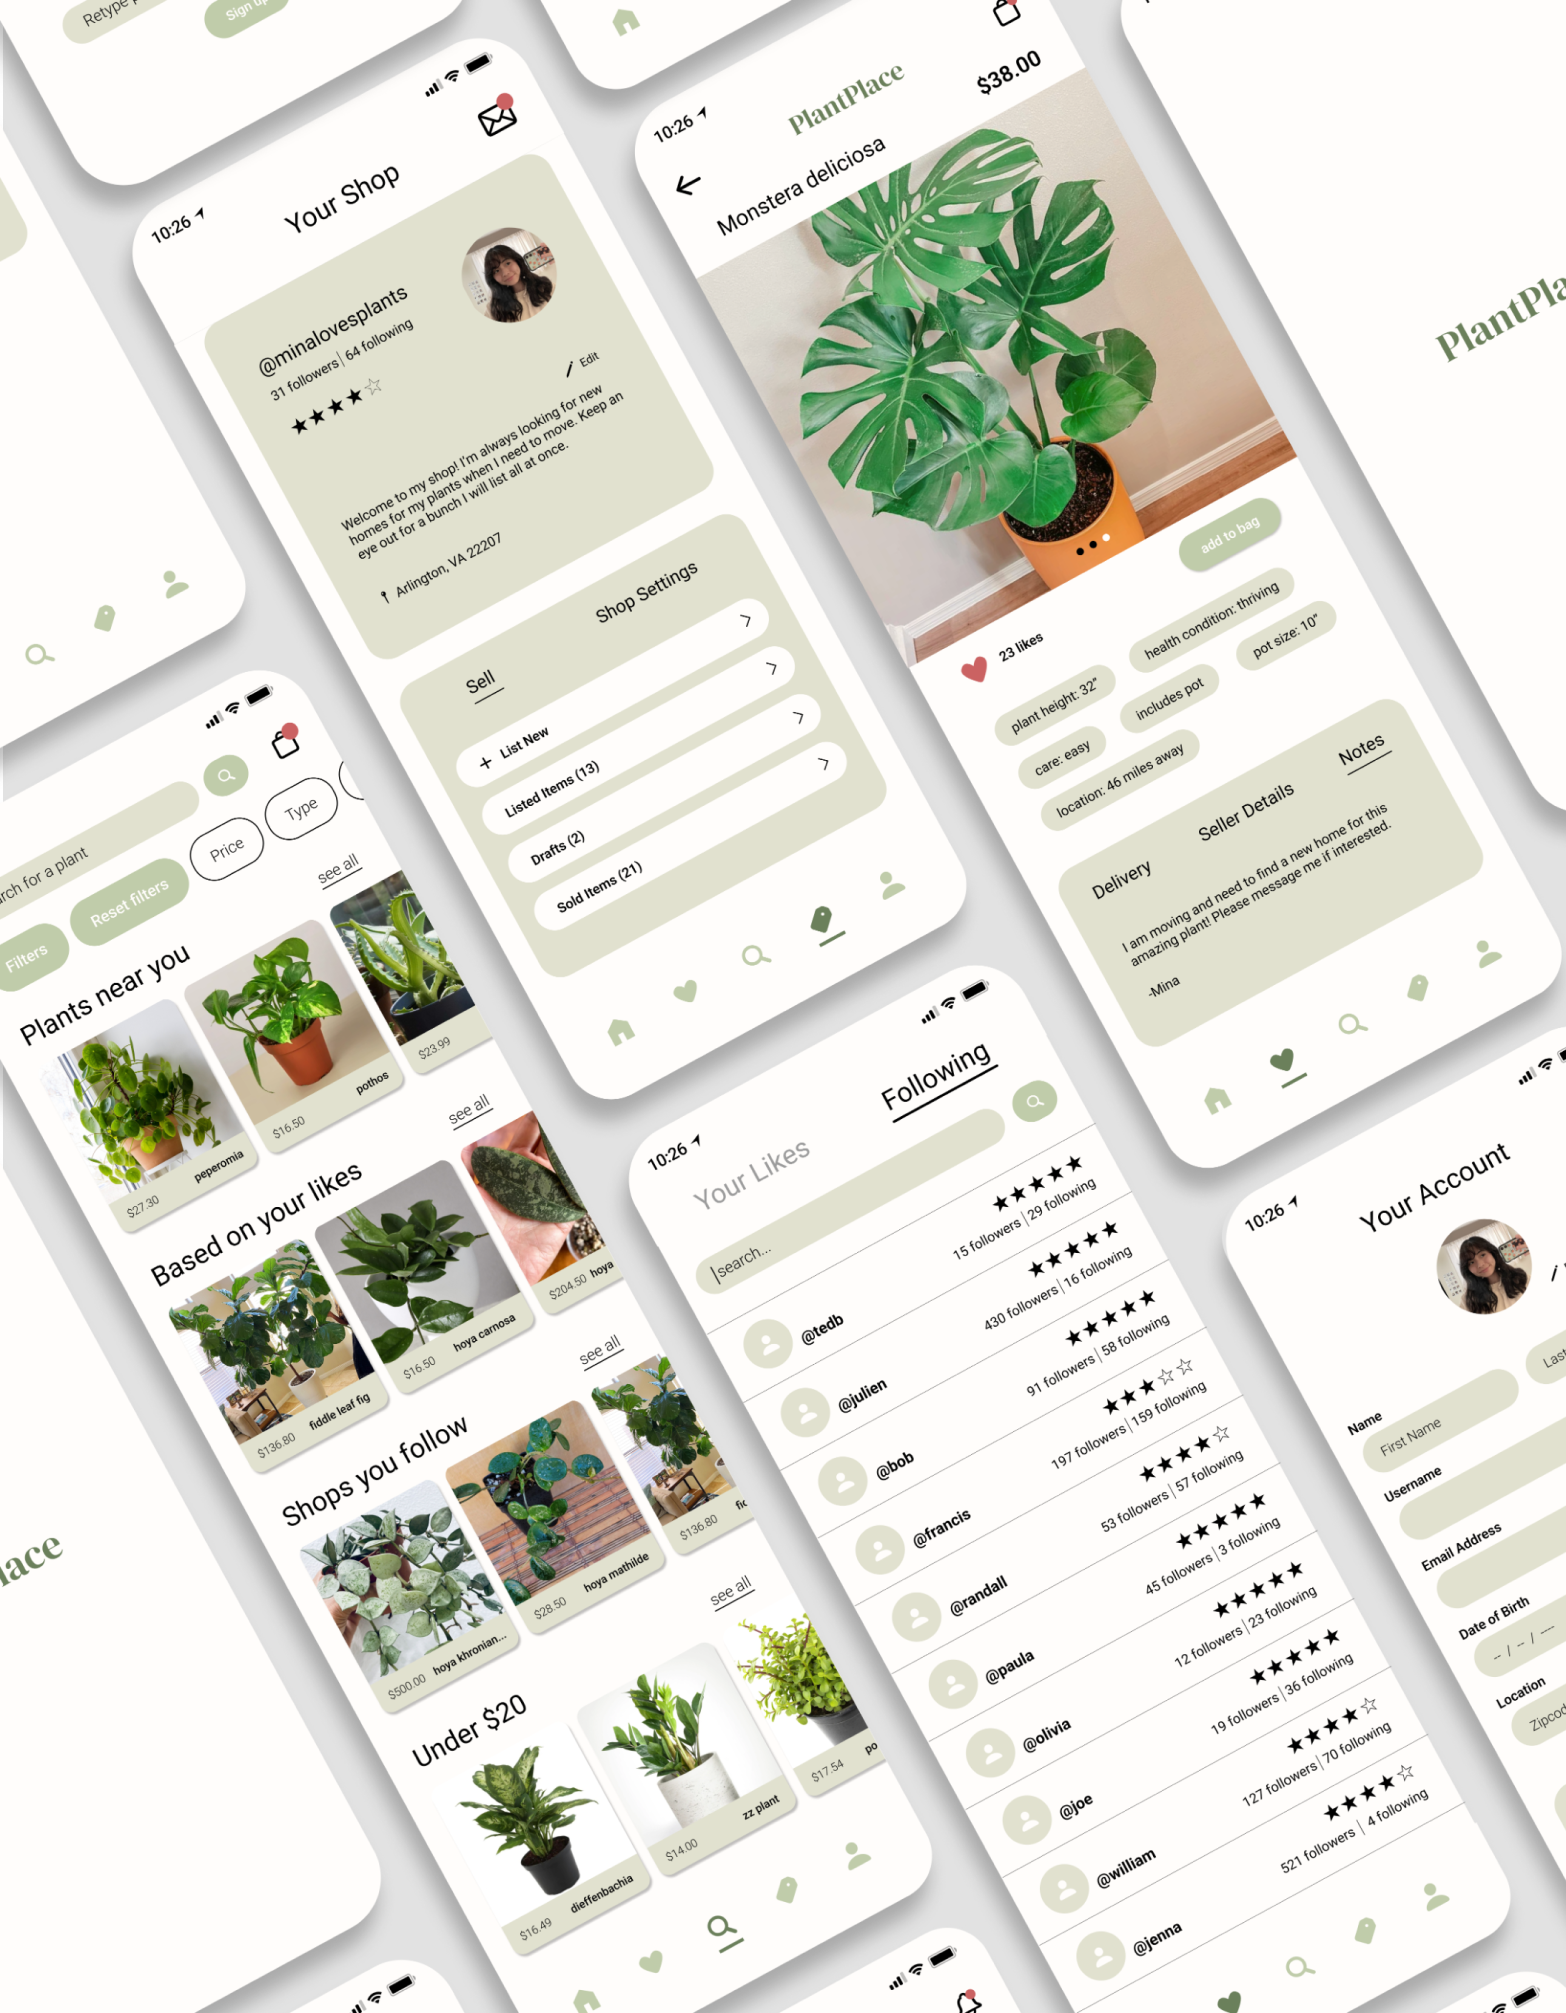 Retype
Sign up
10:26
Your Shop
@minalovesplants
31 followers | 64 following
Edit
Welcome to my shop! I'm always looking for new
homes for my plants when I need to move. Keep an
eye out for a bunch I will list all at once.
Arlington, VA 22207
Sell
Shop Settings
List New
Listed Items (13)
Drafts (2)
Sold Items (21)
10:26
PlantPlace
Monstera deliciosa
$38.00
add to bag
23 likes
plant height: 32"
health condition: thriving
care: easy
includes pot
pot size: 10"
location: 46 miles away
Delivery
Seller Details
Notes
I am moving and need to find a new home for this
amazing plant! Please message me if interested.
-Mina
PlantPla
rch for a plant
Filters
Reset filters
Price
Type
Plants near you
see all
$27.30
peperomia
$16.50
pothos
$23.99
Based on your likes
see all
$136.80
fiddle leaf fig
$16.50
hoya carnosa
$204.50
hoya
Shops you follow
see all
$500.00
hoya khronian...
$28.50
hoya mathilde
$136.80
fic
Under $20
see all
$16.49
dieffenbachia
$14.00
zz plant
$17.54
po
lace
10:26
Your Likes
Following
search...
@tedb
15 followers | 29 following
@julien
430 followers | 16 following
@bob
91 followers | 58 following
@francis
197 followers | 159 following
@randall
53 followers | 57 following
@paula
45 followers | 3 following
@olivia
12 followers | 23 following
@joe
19 followers | 36 following
@william
127 followers | 70 following
@jenna
521 followers | 4 following
10:26
Your Account
Name
First Name
Last
Username
Email Address
Date of Birth
-- / -- / ----
Location
Zipcod